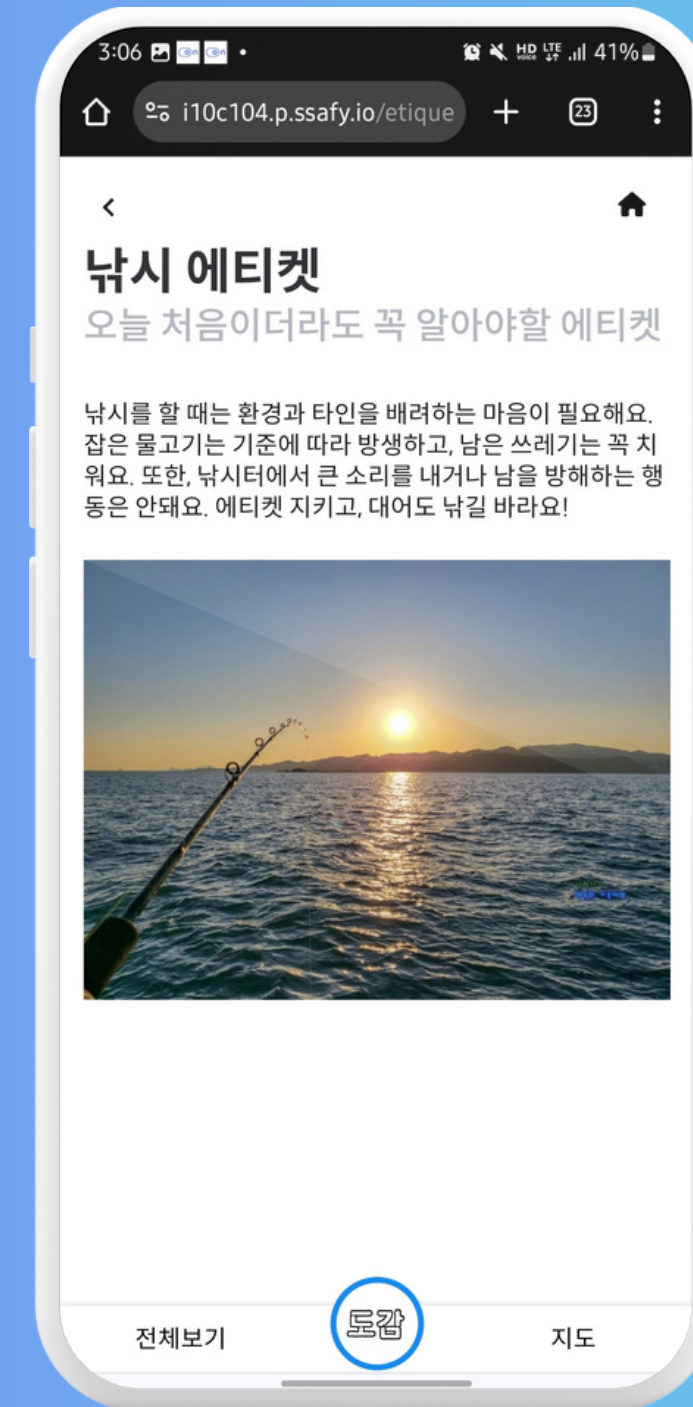 3:06
HD voice LTE 41%
i10c104.p.ssafy.io/etique
23
낚시 에티켓
오늘 처음이더라도 꼭 알아야할 에티켓
낚시를 할 때는 환경과 타인을 배려하는 마음이 필요해요.
잡은 물고기는 기준에 따라 방생하고, 남은 쓰레기는 꼭 치
워요. 또한, 낚시터에서 큰 소리를 내거나 남을 방해하는 행
동은 안돼요. 에티켓 지키고, 대어도 낚길 바라요!
전체보기
도감
지도